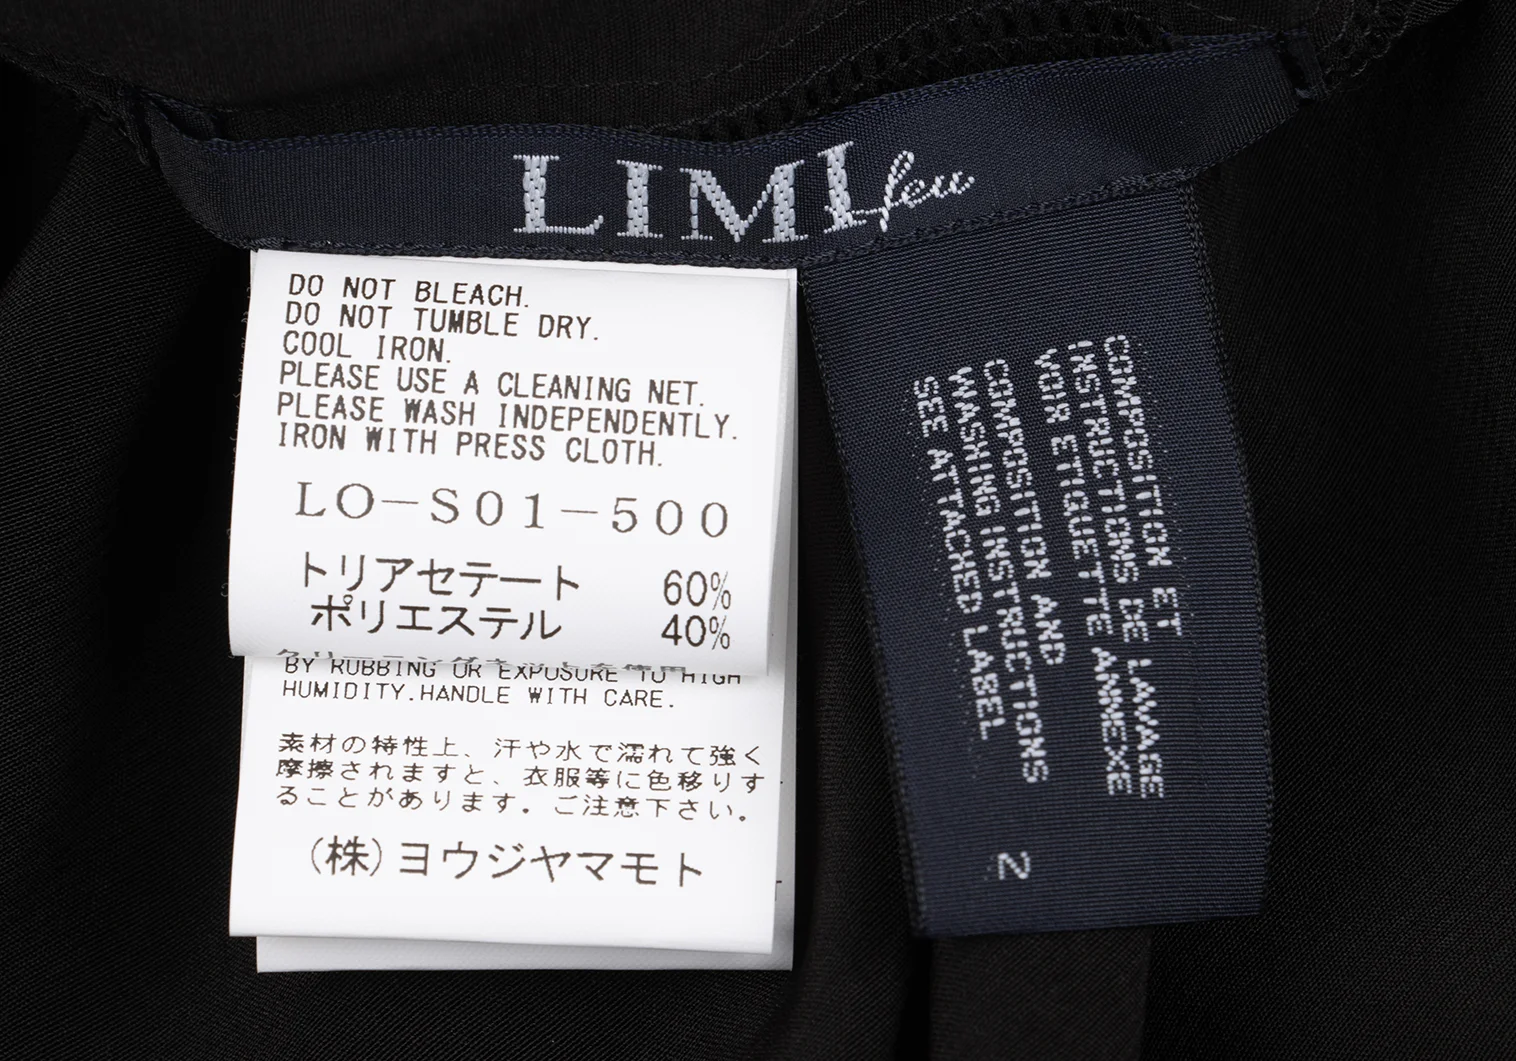 LIMI feu
DO NOT BLEACH.
DO NOT TUMBLE DRY.
COOL IRON.
PLEASE USE A CLEANING NET.
PLEASE WASH INDEPENDENTLY.
IRON WITH PRESS CLOTH.
LO-S01-500
トリアセテート 60%
ポリエステル 40%
BY RUBBING OR EXPOSURE TO HIGH
HUMIDITY.HANDLE WITH CARE.
素材の特性上、汗や水で濡れて強く
摩擦されますと、衣服等に色移りす
ることがあります。ご注意下さい。
(株)ヨウジヤマモト
COMPOSITION ET LAVAGE
INSTRUCTIONS DE LAVAGE
VOIR ETIQUETTE ANNEXE
COMPOSITION AND
WASHING INSTRUCTIONS
SEE ATTACHED LABEL
2